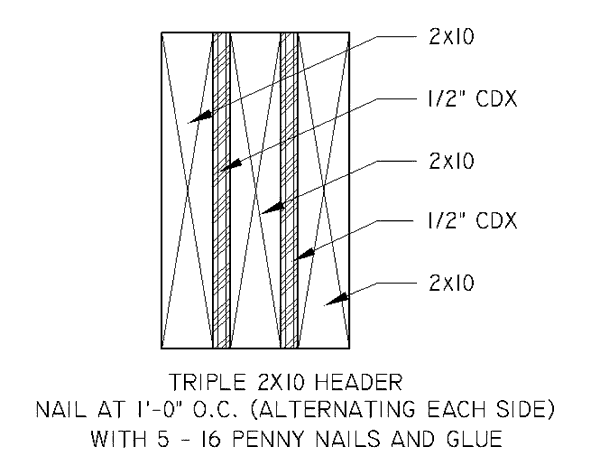 2x10
1/2" CDX
2x10
1/2" CDX
2x10
TRIPLE 2X10 HEADER
NAIL AT 1'-0" O.C. (ALTERNATING EACH SIDE)
WITH 5 - 16 PENNY NAILS AND GLUE